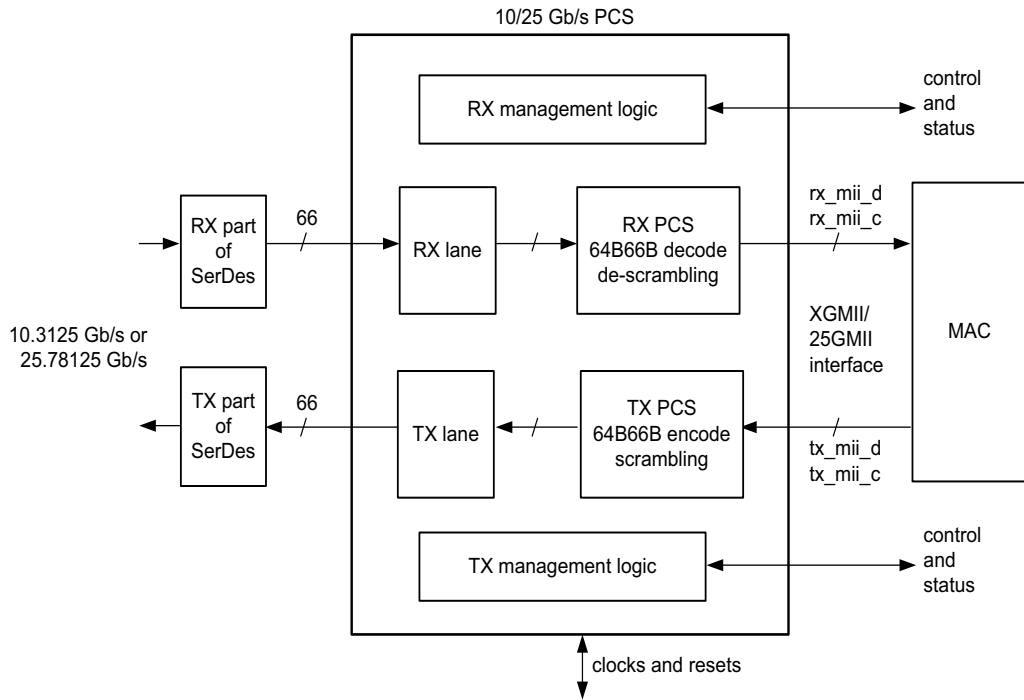 10/25 Gb/s PCS
RX management logic
control
and
status
RX part
of
SerDes
66
RX lane
RX PCS
64B66B decode
de-scrambling
rx_mii_d
rx_mii_c
MAC
10.3125 Gb/s or
25.78125 Gb/s
XGMII/
25GMII
interface
TX part
of
SerDes
66
TX lane
TX PCS
64B66B encode
scrambling
tx_mii_d
tx_mii_c
TX management logic
control
and
status
clocks and resets